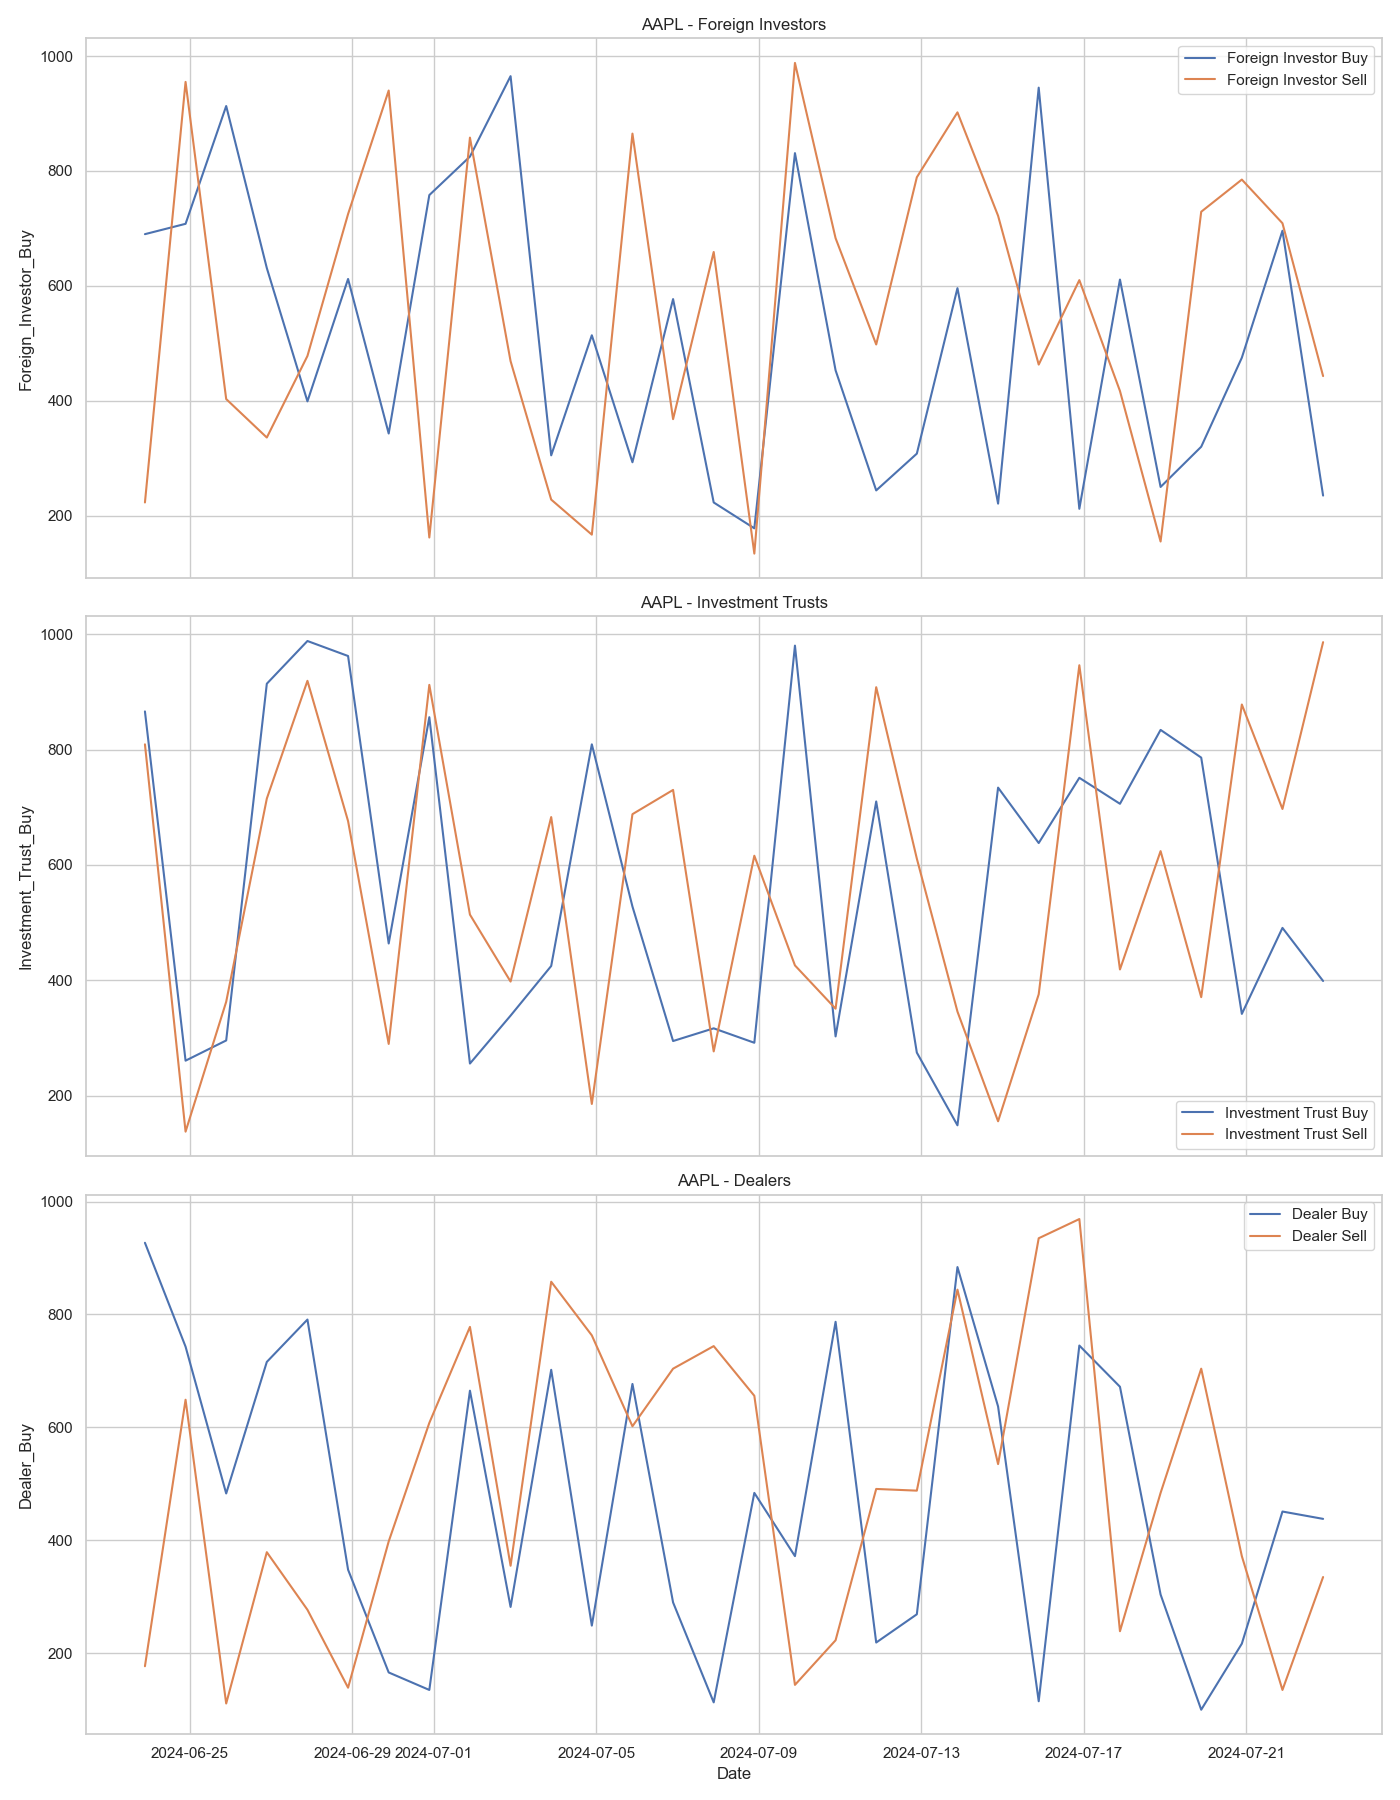 AAPL - Foreign Investors
Foreign_Investor_Buy
1000
800
600
400
200
Foreign Investor Buy
Foreign Investor Sell
AAPL - Investment Trusts
Investment_Trust_Buy
1000
800
600
400
200
Investment Trust Buy
Investment Trust Sell
AAPL - Dealers
Dealer_Buy
1000
800
600
400
200
Dealer Buy
Dealer Sell
2024-06-25 2024-06-29 2024-07-01 2024-07-05 2024-07-09 2024-07-13 2024-07-17 2024-07-21
Date